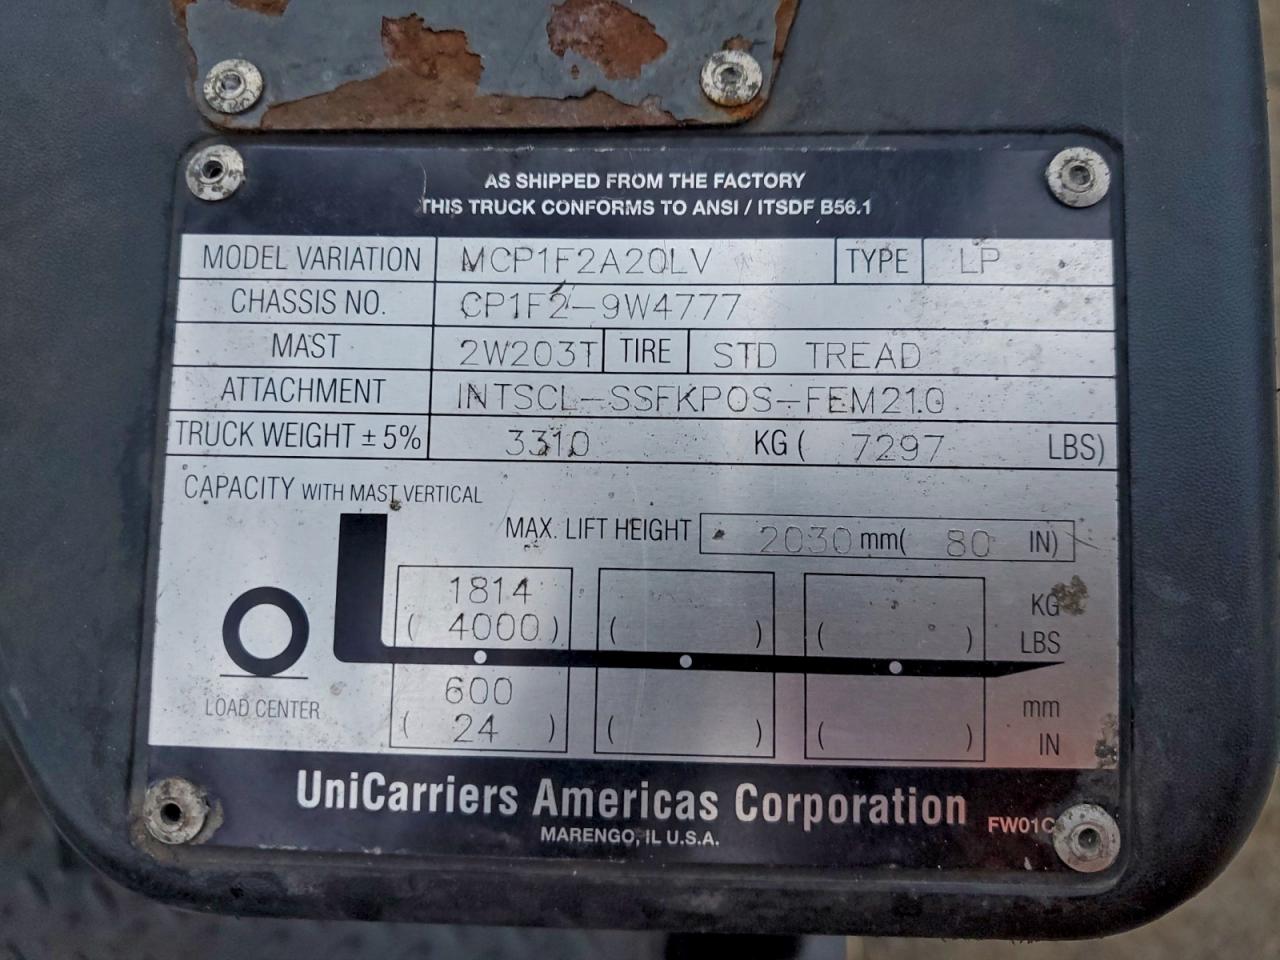 AS SHIPPED FROM THE FACTORY
THIS TRUCK CONFORMS TO ANSI / ITSDF B56.1
MODEL VARIATION MCP1F2A20LV TYPE LP
CHASSIS NO. CP1F2-9W4777
MAST 2W203T TIRE STD TREAD
ATTACHMENT INTSCL-SSFKPOS-FEM21.0
TRUCK WEIGHT ± 5% 3310 KG ( 7297 LBS)
CAPACITY WITH MAST VERTICAL
MAX. LIFT HEIGHT 2030 mm( 80 IN)
1814 KG
( 4000 ) ( ) ( ) LBS
600 mm
LOAD CENTER ( 24 ) ( ) ( ) IN
UniCarriers Americas Corporation FW01C
MARENGO, IL U.S.A.